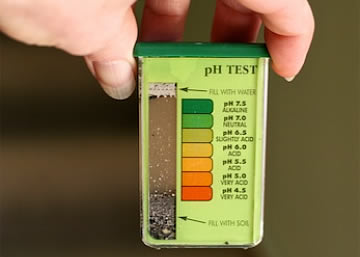 pH TEST
FILL WITH WATER
pH 7.5
ALKALINE
pH 7.0
NEUTRAL
pH 6.5
SLIGHTLY ACID
pH 6.0
ACID
pH 5.5
ACID
pH 5.0
VERY ACID
pH 4.5
VERY ACID
FILL WITH SOIL